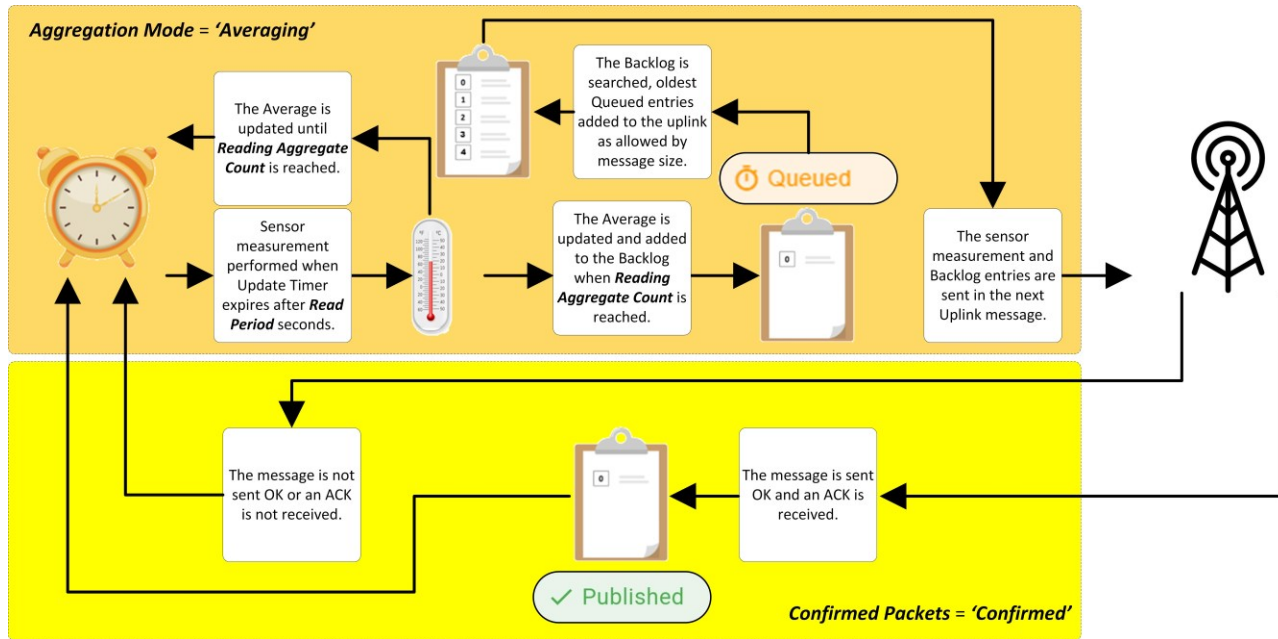 Aggregation Mode = ‘Averaging’
The Average is
updated until
Reading Aggregate
Count is reached.
0
1
2
3
4
The Backlog is
searched, oldest
Queued entries
added to the uplink
as allowed by
message size.
Queued
Sensor
measurement
performed when
Update Timer
expires after Read
Period seconds.
The Average is
updated and added
to the Backlog
when Reading
Aggregate Count is
reached.
0
The sensor
measurement and
Backlog entries are
sent in the next
Uplink message.
The message is not
sent OK or an ACK
is not received.
0
The message is sent
OK and an ACK is
received.
Published
Confirmed Packets = ‘Confirmed’